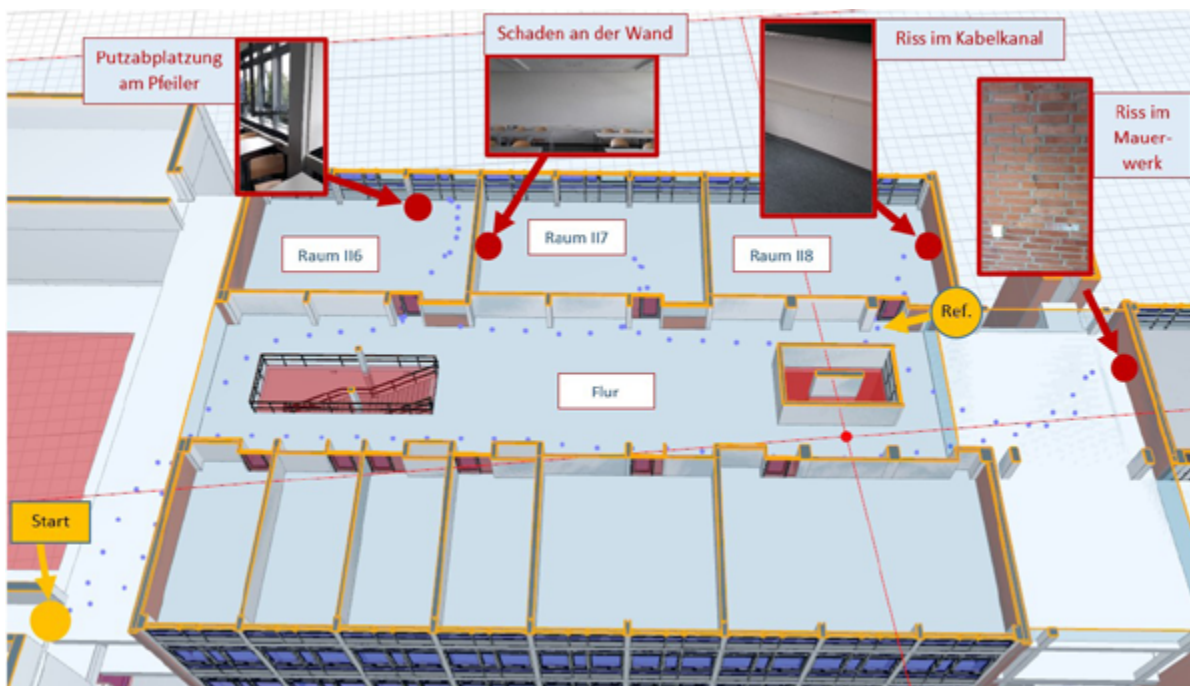 Putzabplatzung
am Pfeiler
Schaden an der Wand
Riss im Kabelkanal
Riss im
Mauer-
werk
Raum II6
Raum II7
Raum II8
Ref.
Flur
Start